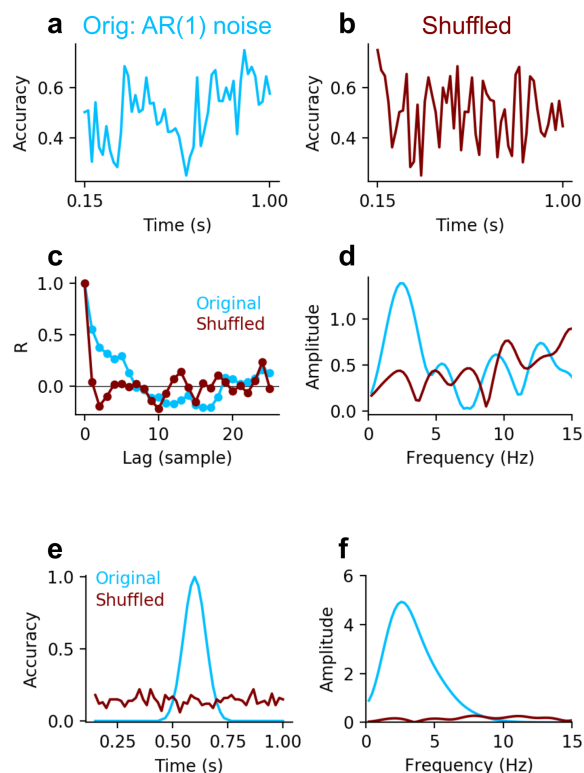 a Orig: AR(1) noise
Accuracy
0.6
0.4
0.15 1.00
Time (s)
b Shuffled
Accuracy
0.6
0.4
0.15 1.00
Time (s)
c
R
1.0
0.5
0.0
Original
Shuffled
0 10 20
Lag (sample)
d
Amplitude
1.0
0.5
0.0
0 5 10 15
Frequency (Hz)
e
Accuracy
1.0
0.5
0.0
Original
Shuffled
0.25 0.50 0.75 1.00
Time (s)
f
Amplitude
6
4
2
0
0 5 10 15
Frequency (Hz)